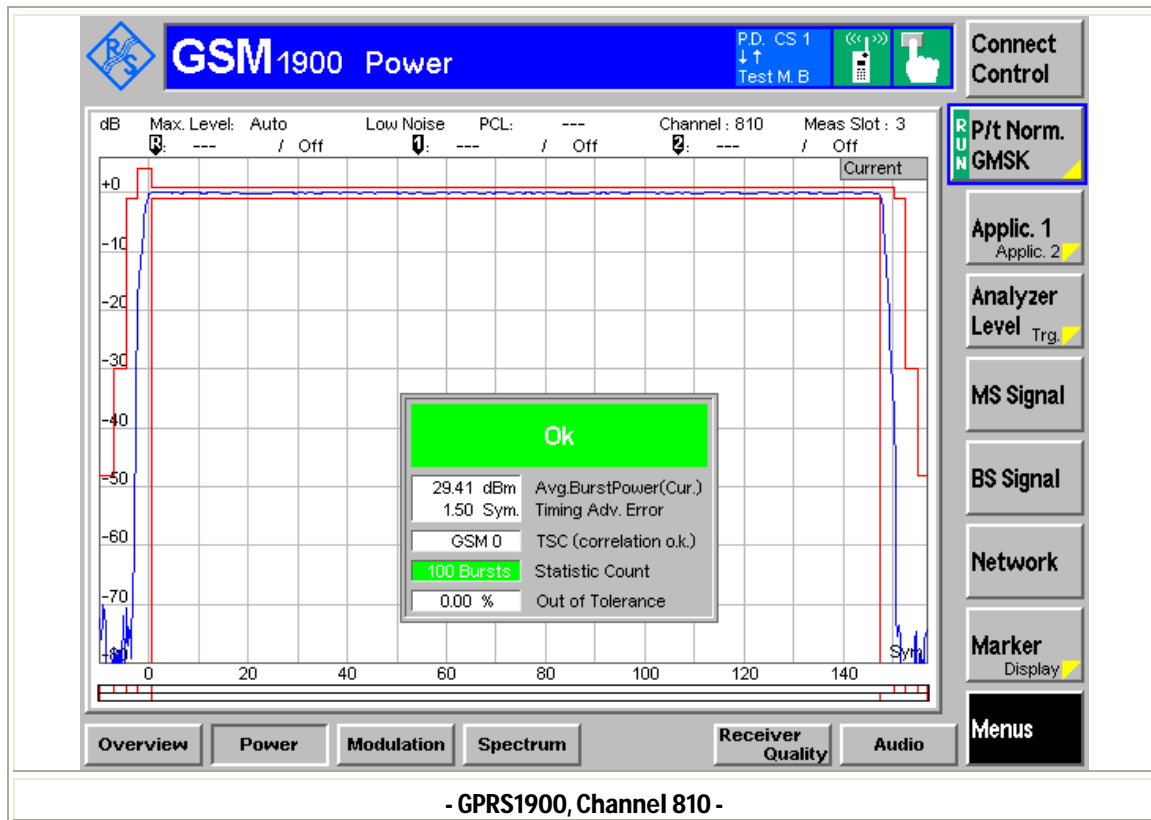 R&S
GSM 1900 Power
P.D. CS 1
↓ ↑
Test M. B
Connect
Control
dB Max. Level: Auto Low Noise PCL: --- Channel : 810 Meas Slot : 3
R: --- / Off 1: --- / Off 2: --- / Off
Current
RUN
P/t Norm.
GMSK
Applic. 1
Applic. 2
Analyzer
Level Trg.
MS Signal
BS Signal
Network
Marker
Display
Menus
+0
-10
-20
-30
-40
-50
-60
-70
-80
Ok
29.41 dBm Avg.BurstPower(Cur.)
1.50 Sym. Timing Adv. Error
GSM 0 TSC (correlation o.k.)
100 Bursts Statistic Count
0.00 % Out of Tolerance
Sym
0 20 40 60 80 100 120 140
Overview Power Modulation Spectrum Receiver Quality Audio
- GPRS1900, Channel 810 -